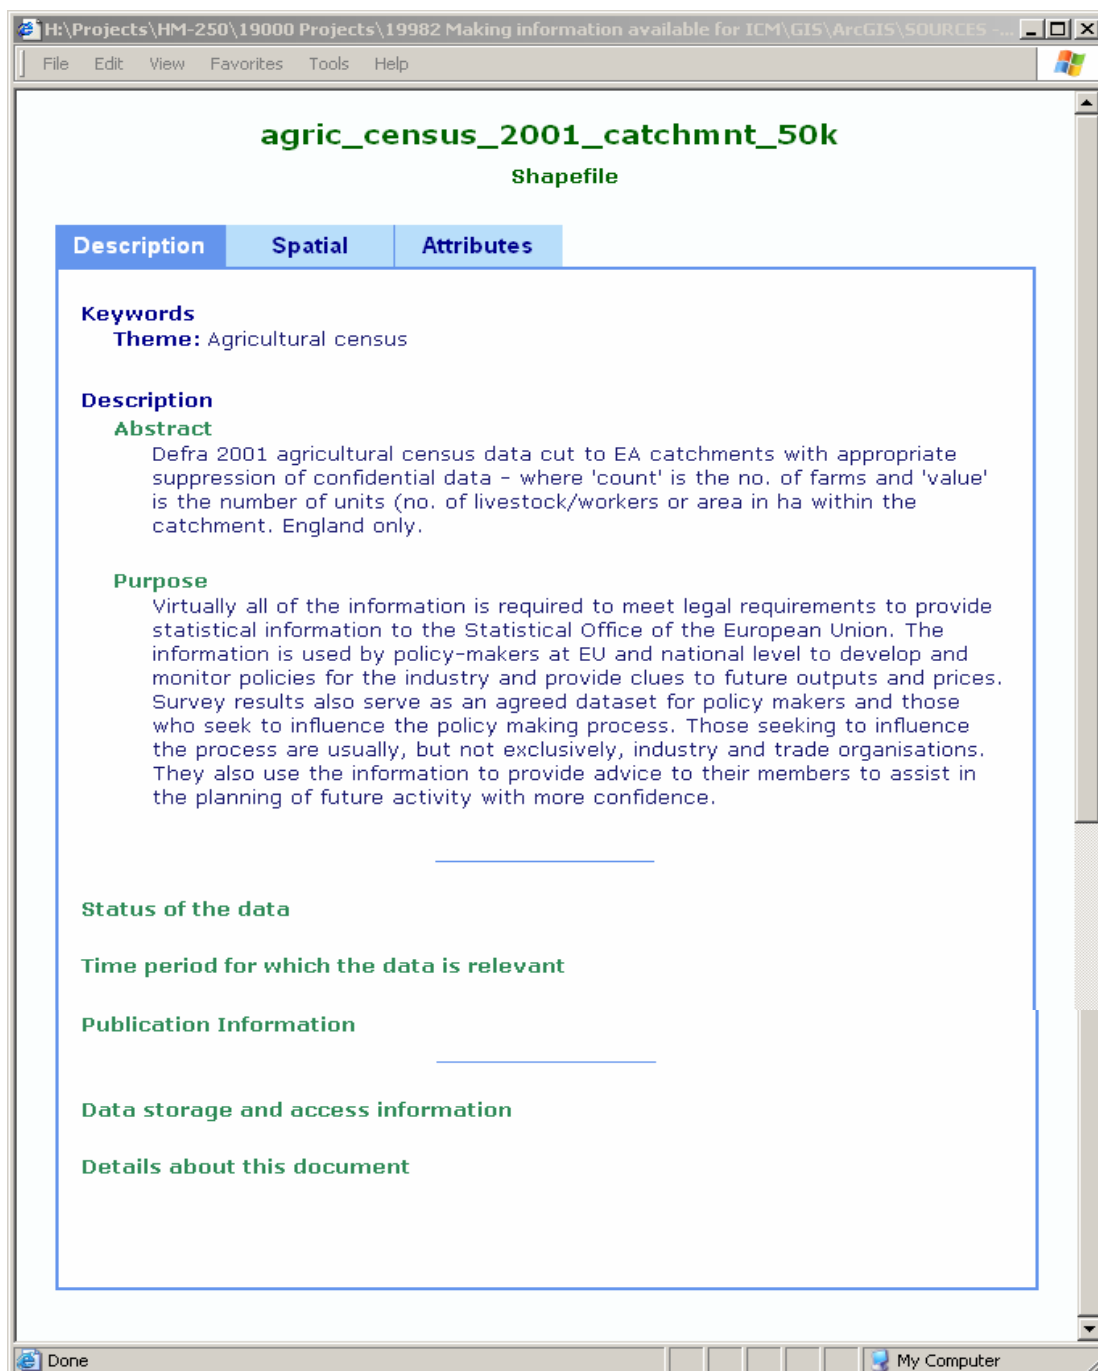 H:\Projects\HM-250\19000 Projects\19982 Making information available for ICM\GIS\ArcGIS\SOURCES -...
File Edit View Favorites Tools Help
agric_census_2001_catchmnt_50k
Shapefile
Description Spatial Attributes
Keywords
Theme: Agricultural census
Description
Abstract
Defra 2001 agricultural census data cut to EA catchments with appropriate
suppression of confidential data - where 'count' is the no. of farms and 'value'
is the number of units (no. of livestock/workers or area in ha within the
catchment. England only.
Purpose
Virtually all of the information is required to meet legal requirements to provide
statistical information to the Statistical Office of the European Union. The
information is used by policy-makers at EU and national level to develop and
monitor policies for the industry and provide clues to future outputs and prices.
Survey results also serve as an agreed dataset for policy makers and those
who seek to influence the policy making process. Those seeking to influence
the process are usually, but not exclusively, industry and trade organisations.
They also use the information to provide advice to their members to assist in
the planning of future activity with more confidence.
Status of the data
Time period for which the data is relevant
Publication Information
Data storage and access information
Details about this document
Done My Computer